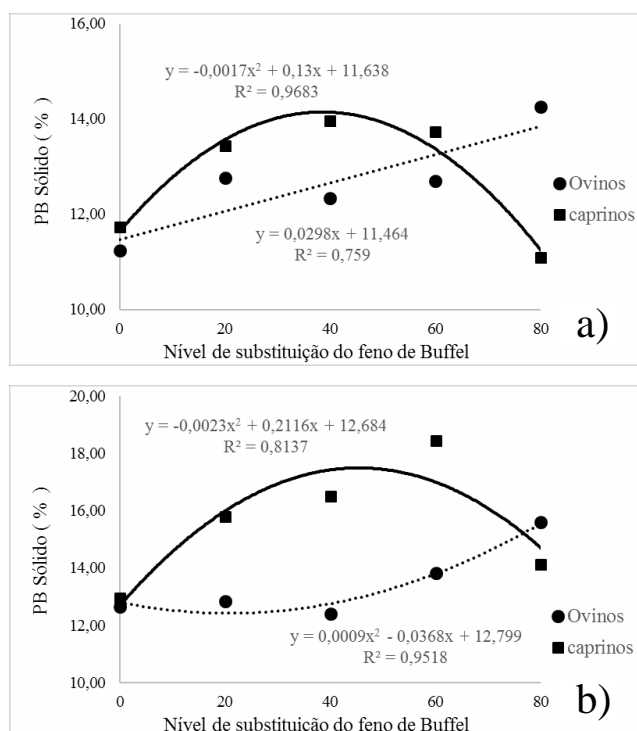 16,00
y = -0,0017x² + 0,13x + 11,638
R² = 0,9683
14,00
PB Sólido ( % )
Ovinos
caprinos
12,00
y = 0,0298x + 11,464
R² = 0,759
10,00
0 20 40 60 80
a)
Nível de substituição do feno de Buffel
20,00
y = -0,0023x² + 0,2116x + 12,684
R² = 0,8137
18,00
16,00
PB Sólido ( % )
14,00
Ovinos
caprinos
12,00
y = 0,0009x² - 0,0368x + 12,799
R² = 0,9518
10,00
0 20 40 60 80
b)
Nível de substituição do feno de Buffel